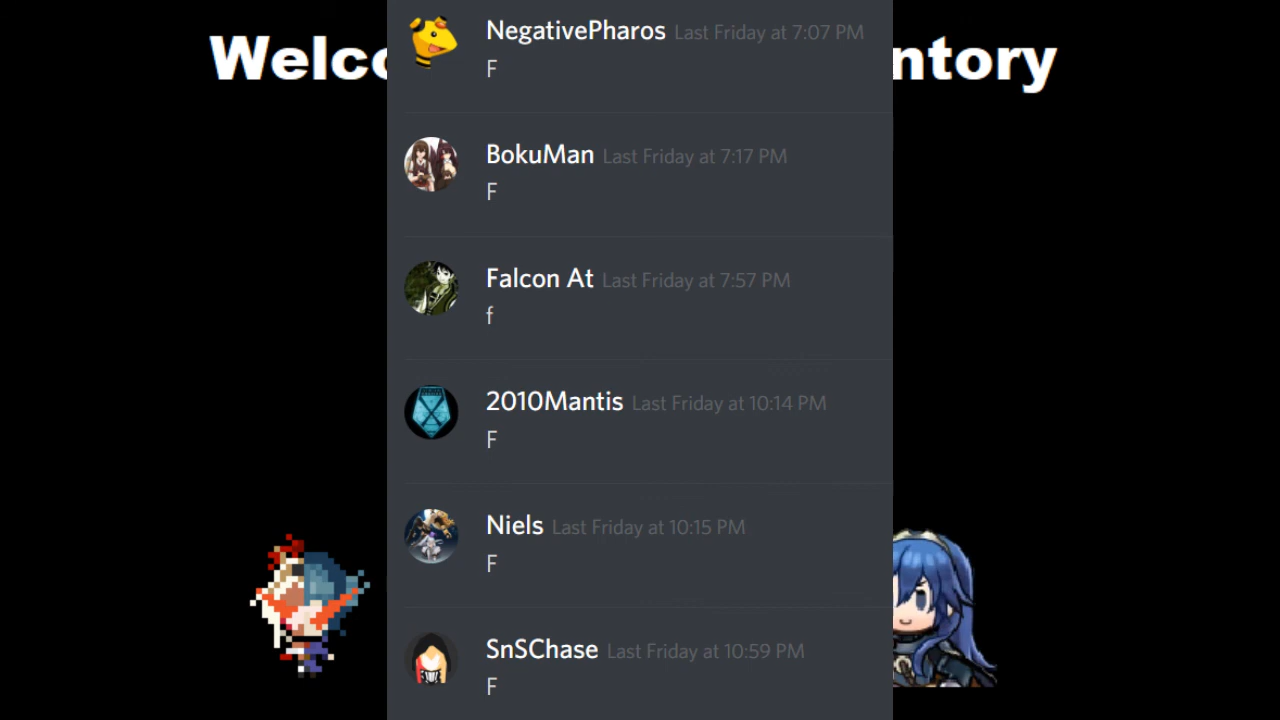 Welco
ntory
NegativePharos Last Friday at 7:07 PM
F
BokuMan Last Friday at 7:17 PM
F
Falcon At Last Friday at 7:57 PM
f
2010Mantis Last Friday at 10:14 PM
F
Niels Last Friday at 10:15 PM
F
SnSChase Last Friday at 10:59 PM
F